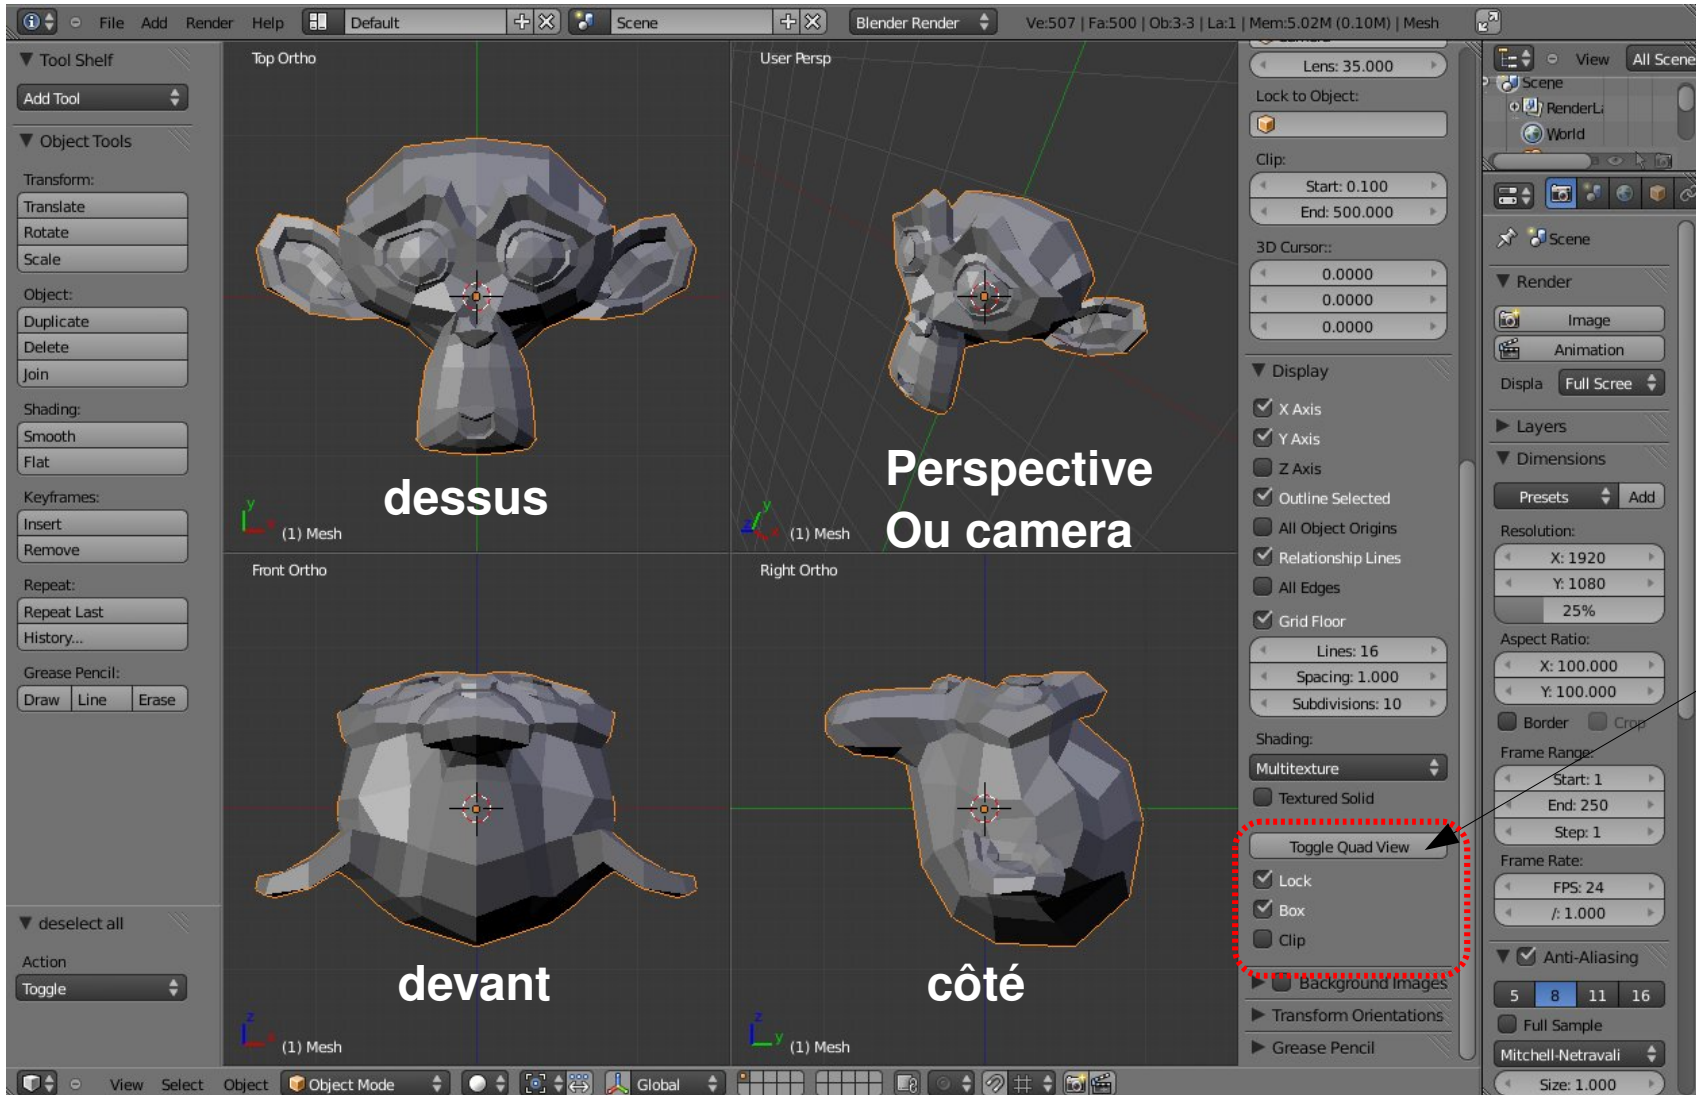 File Add Render Help Default Scene Blender Render Ve:507 | Fa:500 | Ob:3-3 | La:1 | Mem:5.02M (0.10M) | Mesh
Tool Shelf
Add Tool
Object Tools
Transform:
Translate
Rotate
Scale
Object:
Duplicate
Delete
Join
Shading:
Smooth
Flat
Keyframes:
Insert
Remove
Repeat:
Repeat Last
History...
Grease Pencil:
Draw Line Erase
deselect all
Action
Toggle
Top Ortho
dessus
y
x
(1) Mesh
User Persp
Perspective
Ou camera
y
z
x
(1) Mesh
Front Ortho
devant
z
x
(1) Mesh
Right Ortho
côté
z
y
(1) Mesh
Lens: 35.000
Lock to Object:
Clip:
Start: 0.100
End: 500.000
3D Cursor::
0.0000
0.0000
0.0000
Display
X Axis
Y Axis
Z Axis
Outline Selected
All Object Origins
Relationship Lines
All Edges
Grid Floor
Lines: 16
Spacing: 1.000
Subdivisions: 10
Shading:
Multitexture
Textured Solid
Toggle Quad View
Lock
Box
Clip
Background Images
Transform Orientations
Grease Pencil
View All Scene
Scene
RenderLa
World
Scene
Render
Image
Animation
Displa Full Scree
Layers
Dimensions
Presets Add
Resolution:
X: 1920
Y: 1080
25%
Aspect Ratio:
X: 100.000
Y: 100.000
Border Crop
Frame Range:
Start: 1
End: 250
Step: 1
Frame Rate:
FPS: 24
/: 1.000
Anti-Aliasing
5 8 11 16
Full Sample
Mitchell-Netravali
Size: 1.000
View Select Object Object Mode Global